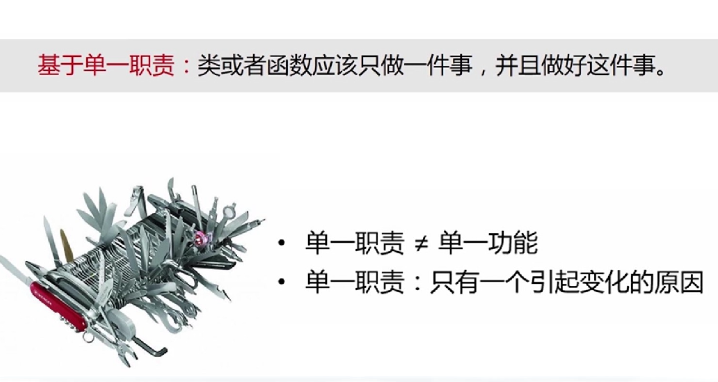 基于单一职责：类或者函数应该只做一件事，并且做好这件事。
• 单一职责 ≠ 单一功能
• 单一职责：只有一个引起变化的原因